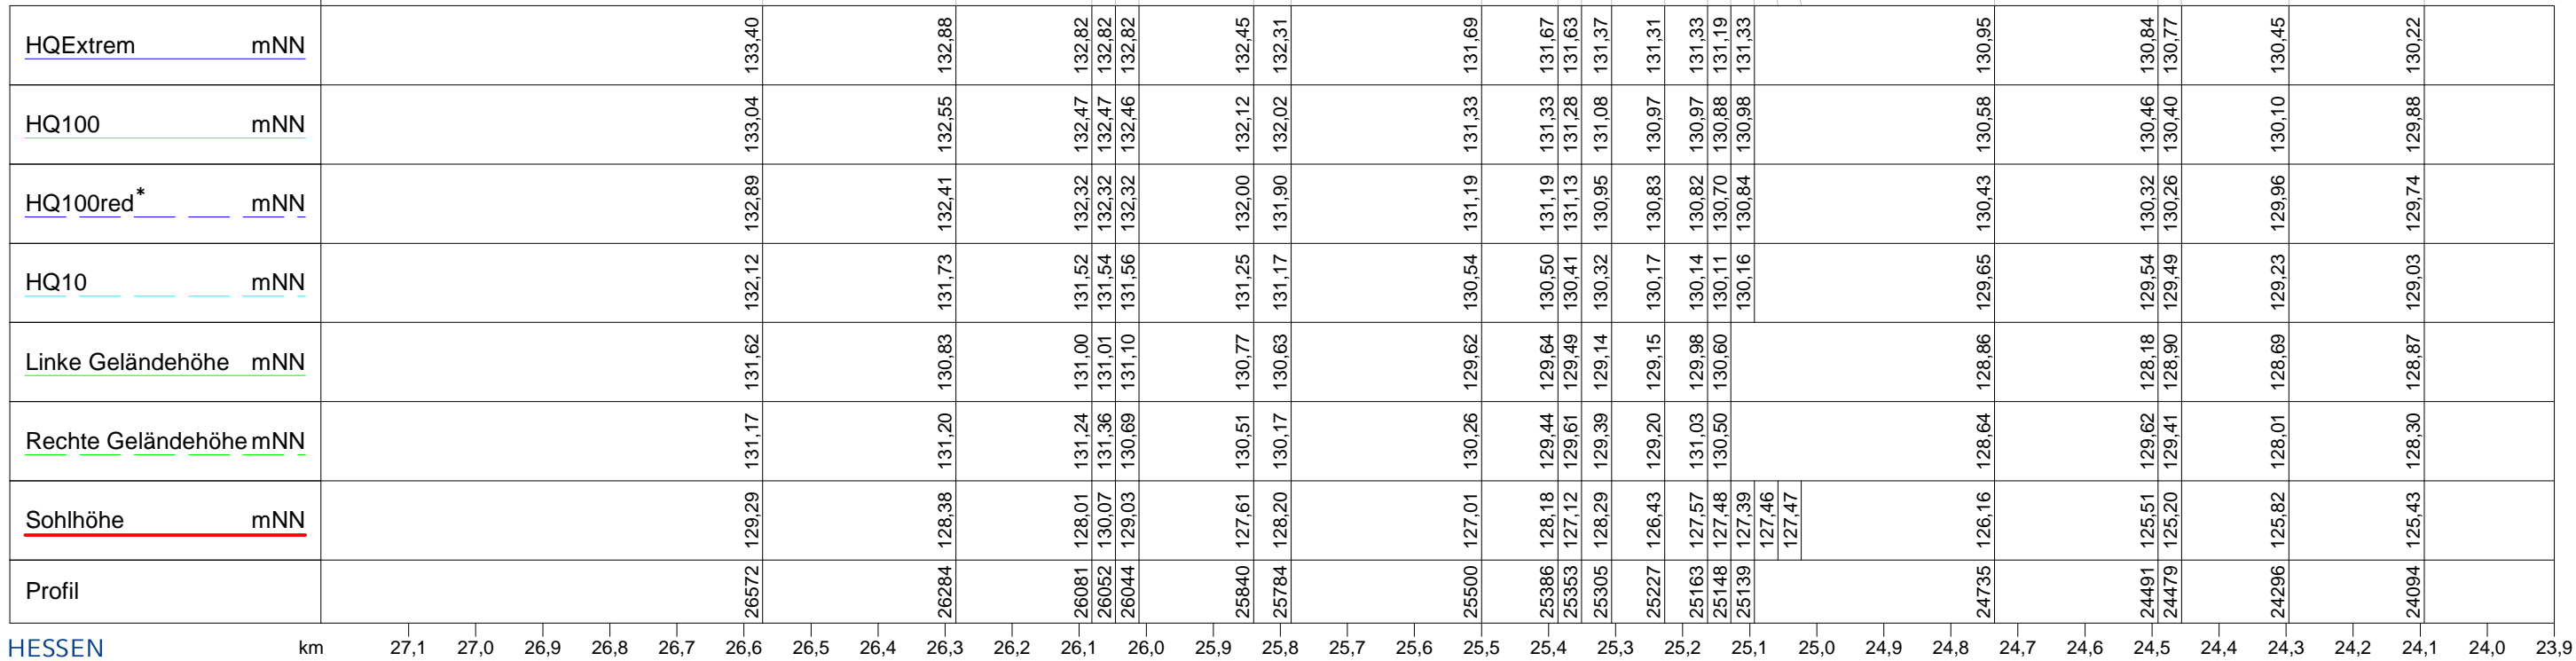 HQExtrem mNN 133,40 132,88 132,82 132,82 132,82 132,45 132,31 131,69 131,67 131,63 131,37 131,31 131,33 131,19 131,33 130,95 130,84 130,77 130,45 130,22
HQ100 mNN 133,04 132,55 132,47 132,47 132,46 132,12 132,02 131,33 131,33 131,28 131,08 130,97 130,97 130,88 130,98 130,58 130,46 130,40 130,10 129,88
HQ100red* mNN 132,89 132,41 132,32 132,32 132,32 132,00 131,90 131,19 131,19 131,13 130,95 130,83 130,82 130,70 130,84 130,43 130,32 130,26 129,96 129,74
HQ10 mNN 132,12 131,73 131,52 131,54 131,56 131,25 131,17 130,54 130,50 130,41 130,32 130,17 130,14 130,11 130,16 129,65 129,54 129,49 129,23 129,03
Linke Geländehöhe mNN 131,62 130,83 131,00 131,01 131,10 130,77 130,63 129,62 129,64 129,49 129,14 129,15 129,98 130,60 128,86 128,18 128,90 128,69 128,87
Rechte Geländehöhe mNN 131,17 131,20 131,24 131,36 130,69 130,51 130,17 130,26 129,44 129,61 129,39 129,20 131,03 130,50 128,64 129,62 129,41 128,01 128,30
Sohlhöhe mNN 129,29 128,38 128,01 130,07 129,03 127,61 128,20 127,01 128,18 127,12 128,29 126,43 127,57 127,48 127,39 127,46 127,47 126,16 125,51 125,20 125,82 125,43
Profil 26572 26284 26081 26052 26044 25840 25784 25500 25386 25353 25305 25227 25163 25148 25139 24735 24491 24479 24296 24094
HESSEN km 27,1 27,0 26,9 26,8 26,7 26,6 26,5 26,4 26,3 26,2 26,1 26,0 25,9 25,8 25,7 25,6 25,5 25,4 25,3 25,2 25,1 25,0 24,9 24,8 24,7 24,6 24,5 24,4 24,3 24,2 24,1 24,0 23,9